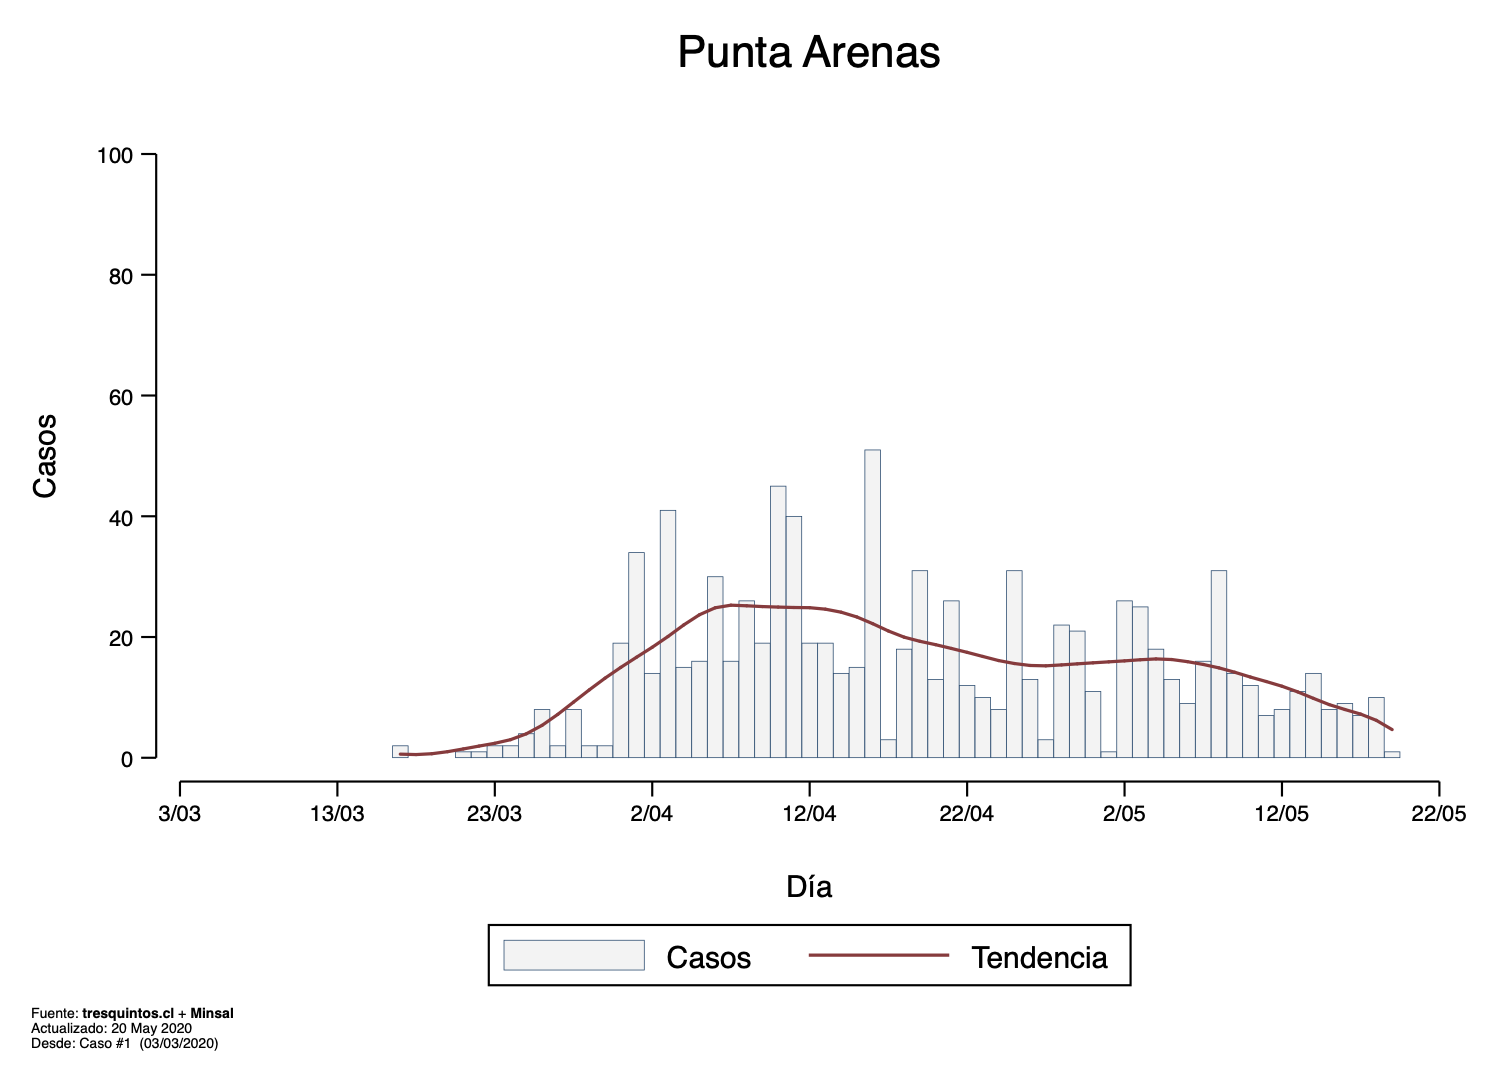 Punta Arenas
100
80
60
40
20
0
Casos
3/03 13/03 23/03 2/04 12/04 22/04 2/05 12/05 22/05
Día
Casos Tendencia
Fuente: tresquintos.cl + Minsal
Actualizado: 20 May 2020
Desde: Caso #1 (03/03/2020)